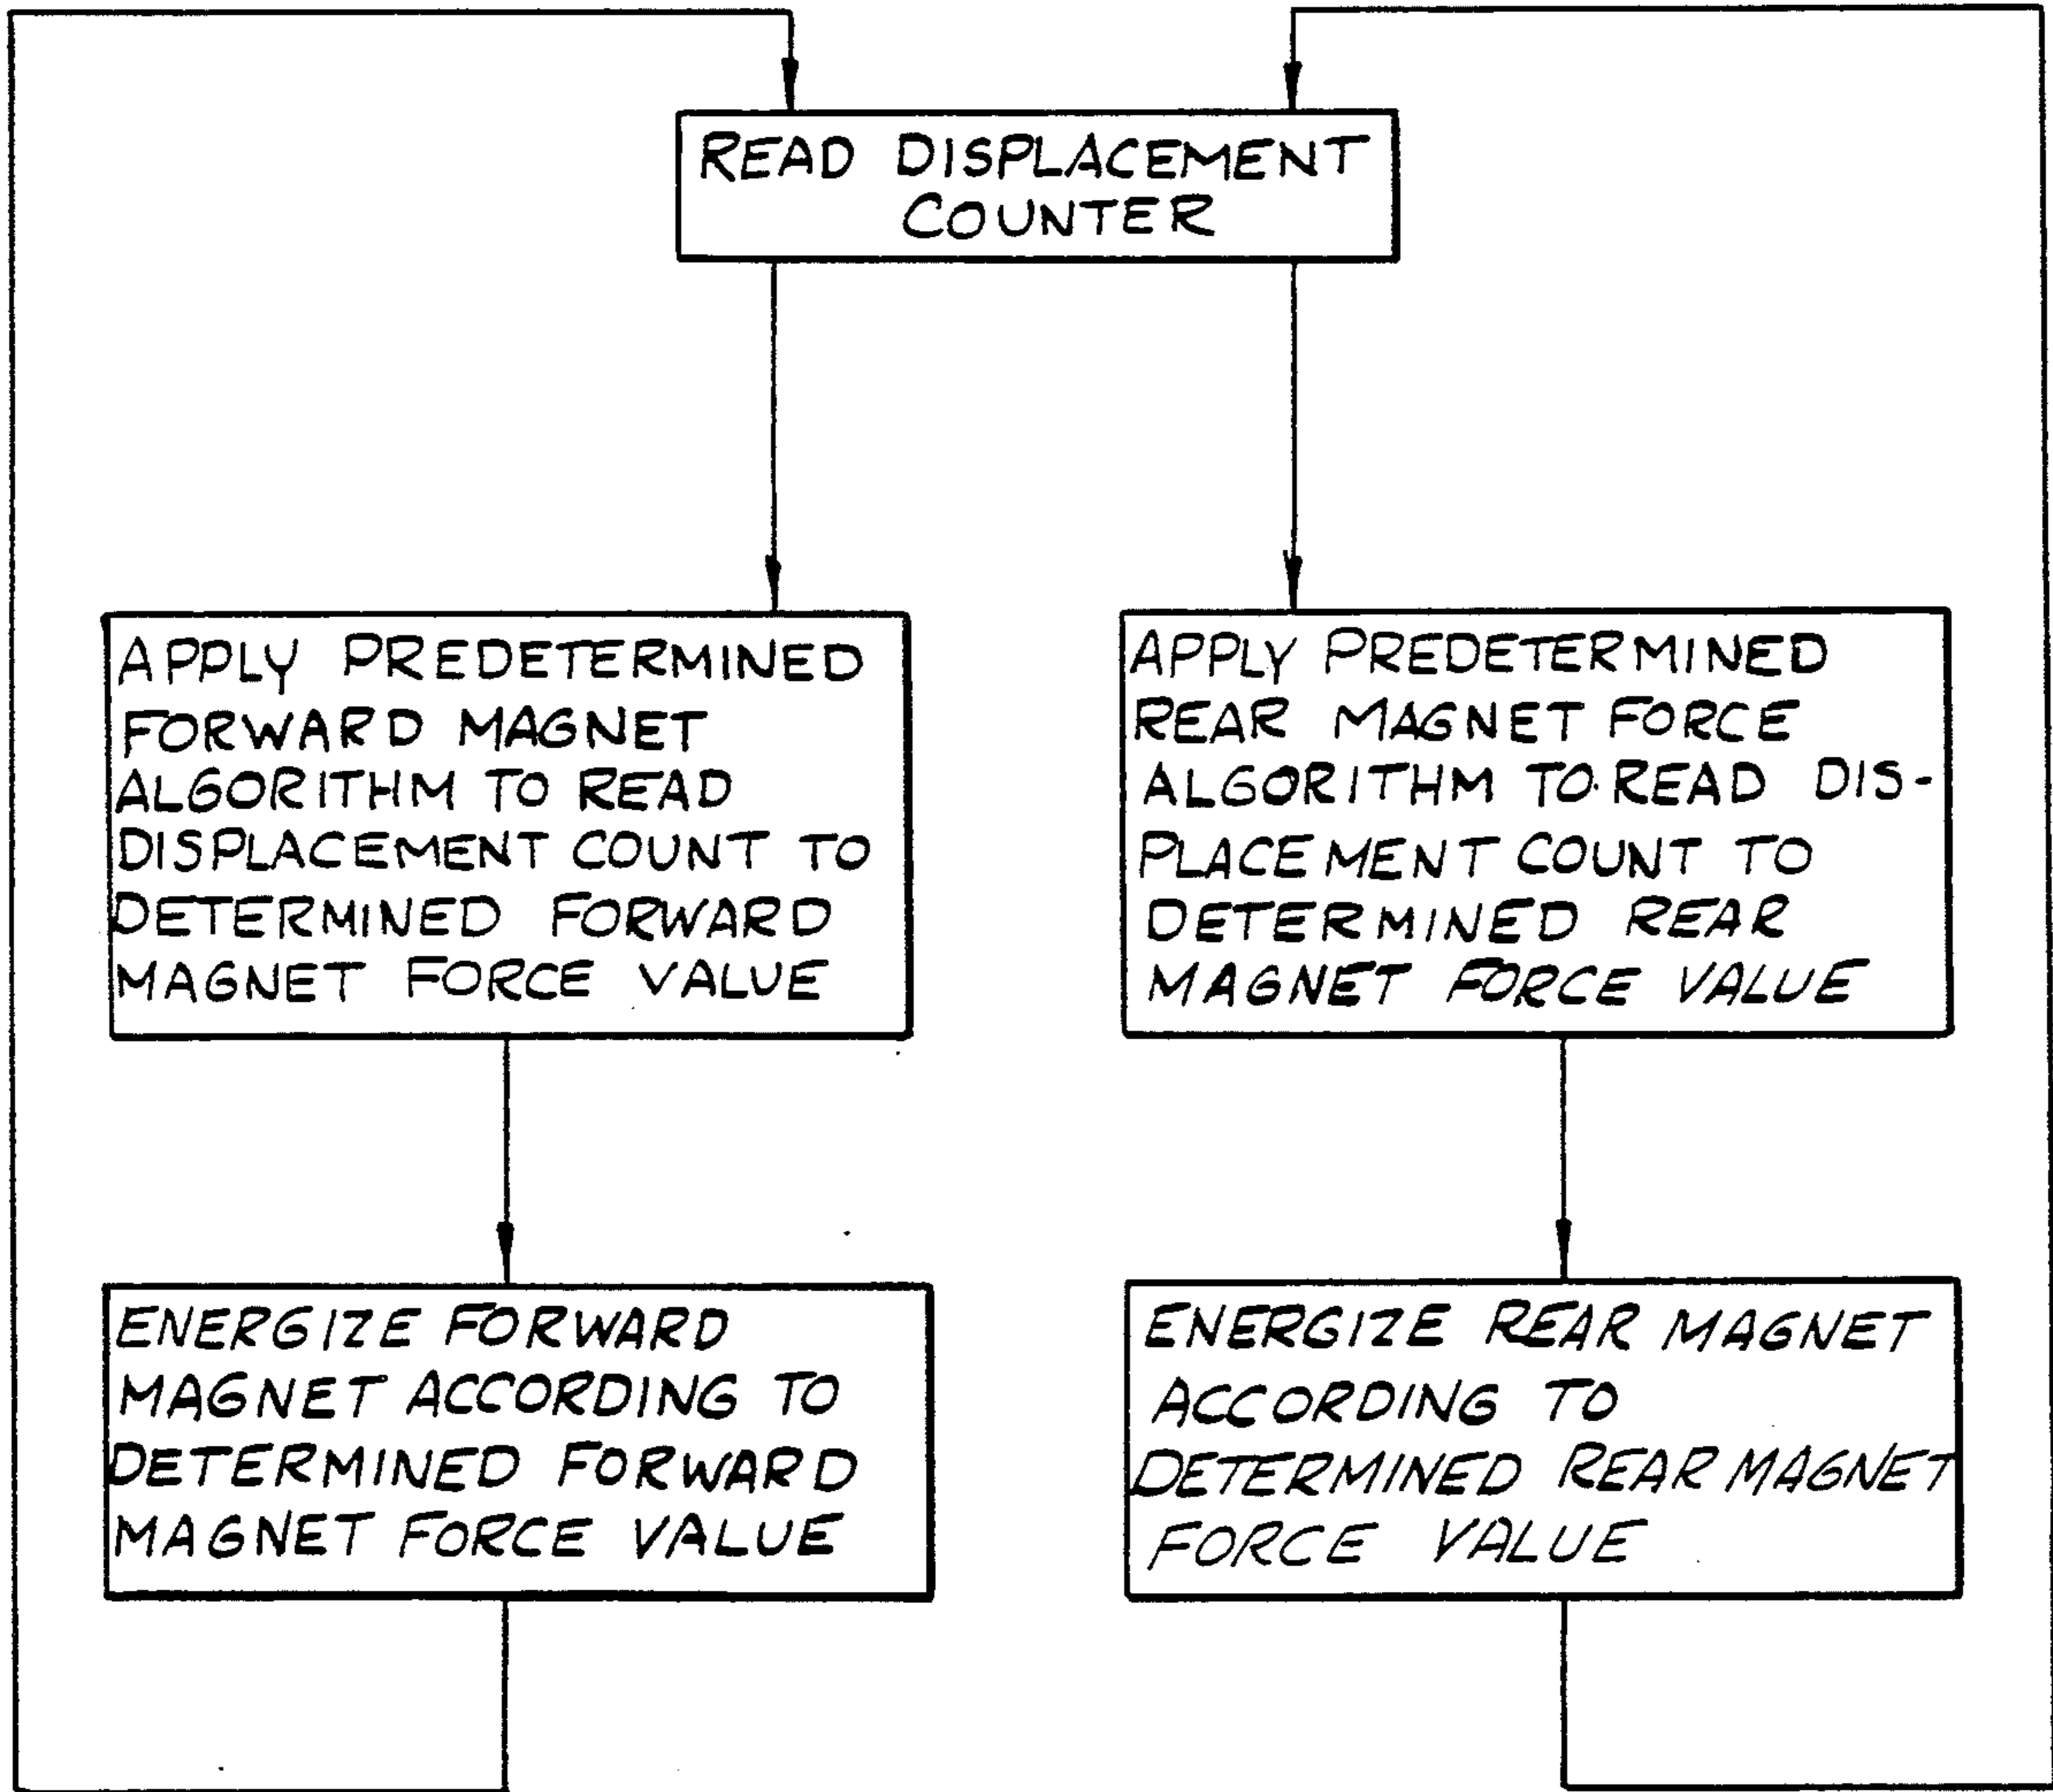 READ DISPLACEMENT
COUNTER
APPLY PREDETERMINED
FORWARD MAGNET
ALGORITHM TO READ
DISPLACEMENT COUNT TO
DETERMINED FORWARD
MAGNET FORCE VALUE
APPLY PREDETERMINED
REAR MAGNET FORCE
ALGORITHM TO READ DIS-
PLACEMENT COUNT TO
DETERMINED REAR
MAGNET FORCE VALUE
ENERGIZE FORWARD
MAGNET ACCORDING TO
DETERMINED FORWARD
MAGNET FORCE VALUE
ENERGIZE REAR MAGNET
ACCORDING TO
DETERMINED REAR MAGNET
FORCE VALUE